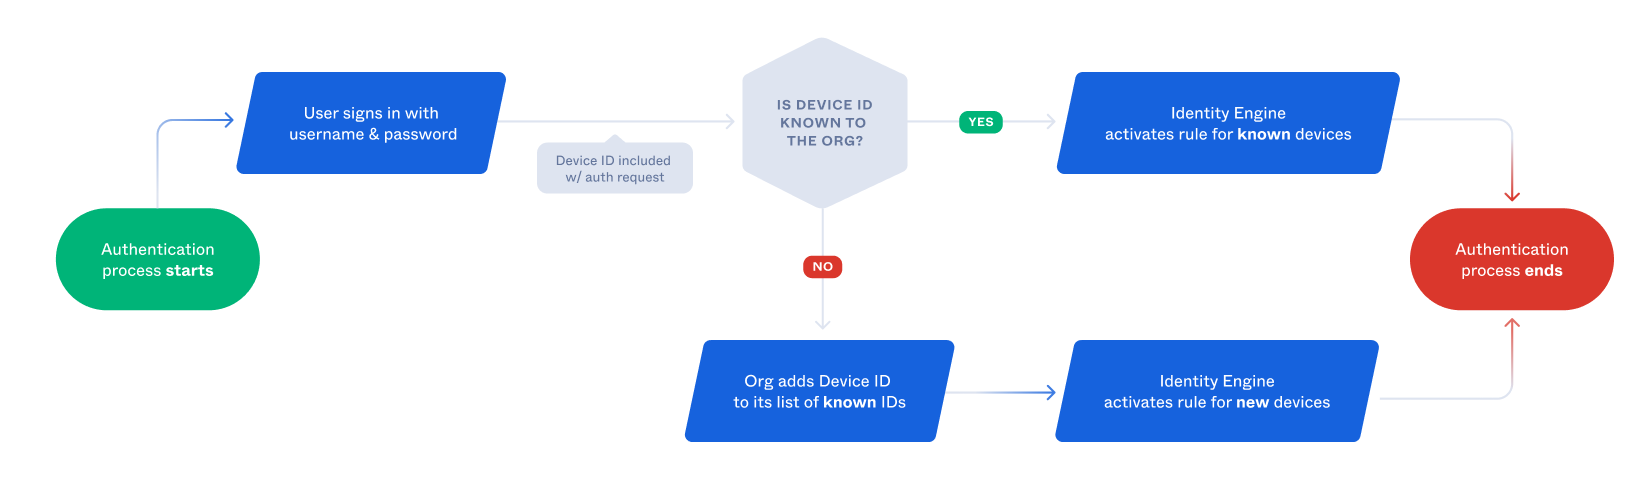 Authentication
process starts
User signs in with
username & password
Device ID included
w/ auth request
IS DEVICE ID
KNOWN TO
THE ORG?
YES
Identity Engine
activates rule for known devices
NO
Org adds Device ID
to its list of known IDs
Identity Engine
activates rule for new devices
Authentication
process ends